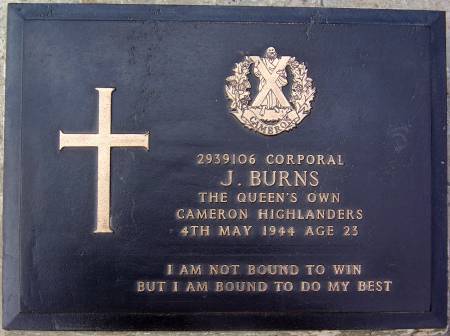 CAMERON
2939106 CORPORAL
J. BURNS
THE QUEEN'S OWN
CAMERON HIGHLANDERS
4TH MAY 1944 AGE 23
I AM NOT BOUND TO WIN
BUT I AM BOUND TO DO MY BEST